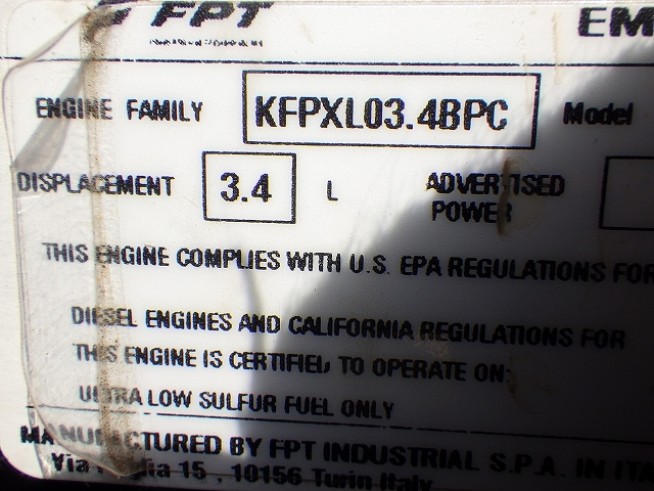 FPT EM
ENGINE FAMILY KFPXL03.4BPC Model
DISPLACEMENT 3.4 L ADVERTISED
POWER
THIS ENGINE COMPLIES WITH U.S. EPA REGULATIONS FOR
DIESEL ENGINES AND CALIFORNIA REGULATIONS FOR
THIS ENGINE IS CERTIFIED TO OPERATE ON:
ULTRA LOW SULFUR FUEL ONLY
MANUFACTURED BY FPT INDUSTRIAL S.P.A. IN ITA
Via 15, 10156 Turin Italy